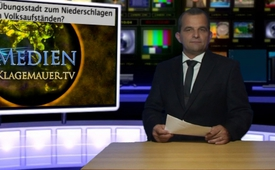 Übungsstadt zum Niederschlagen
Volksaufständen?
MEDIEN
KLAGEMAUER.TV